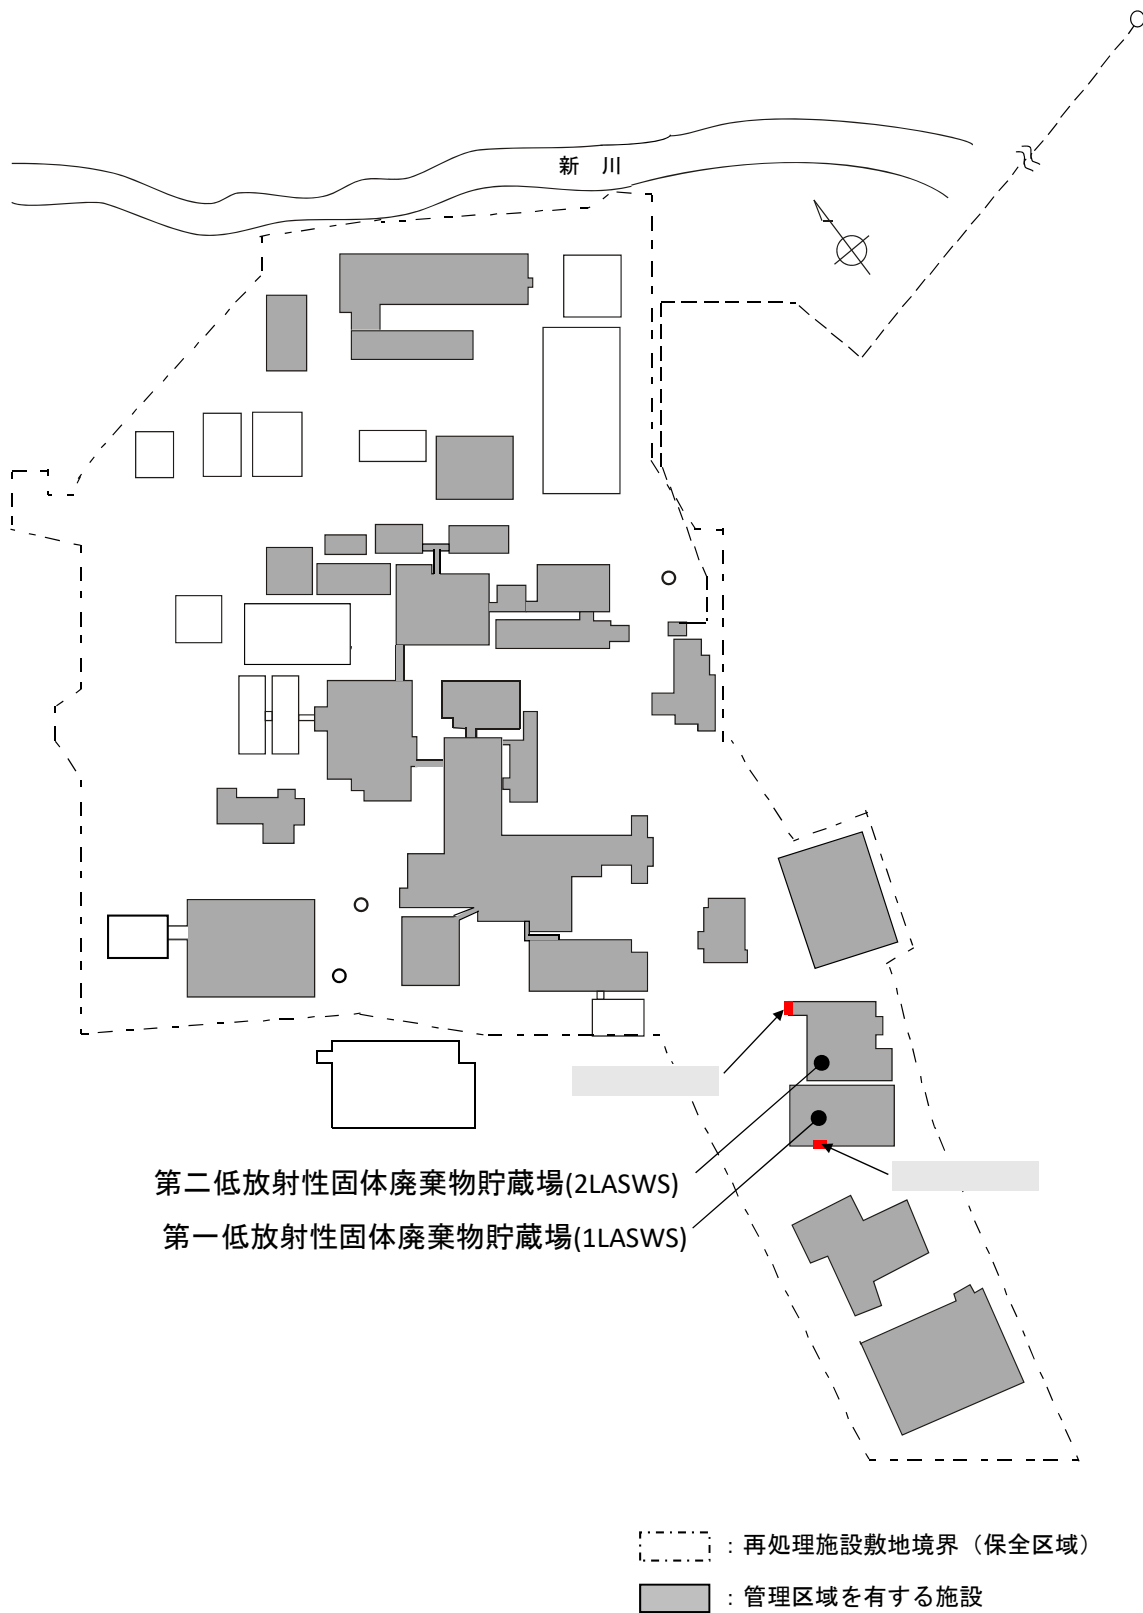 新　川
第二低放射性固体廃棄物貯蔵場(2LASWS)
第一低放射性固体廃棄物貯蔵場(1LASWS)
：再処理施設敷地境界（保全区域）
：管理区域を有する施設